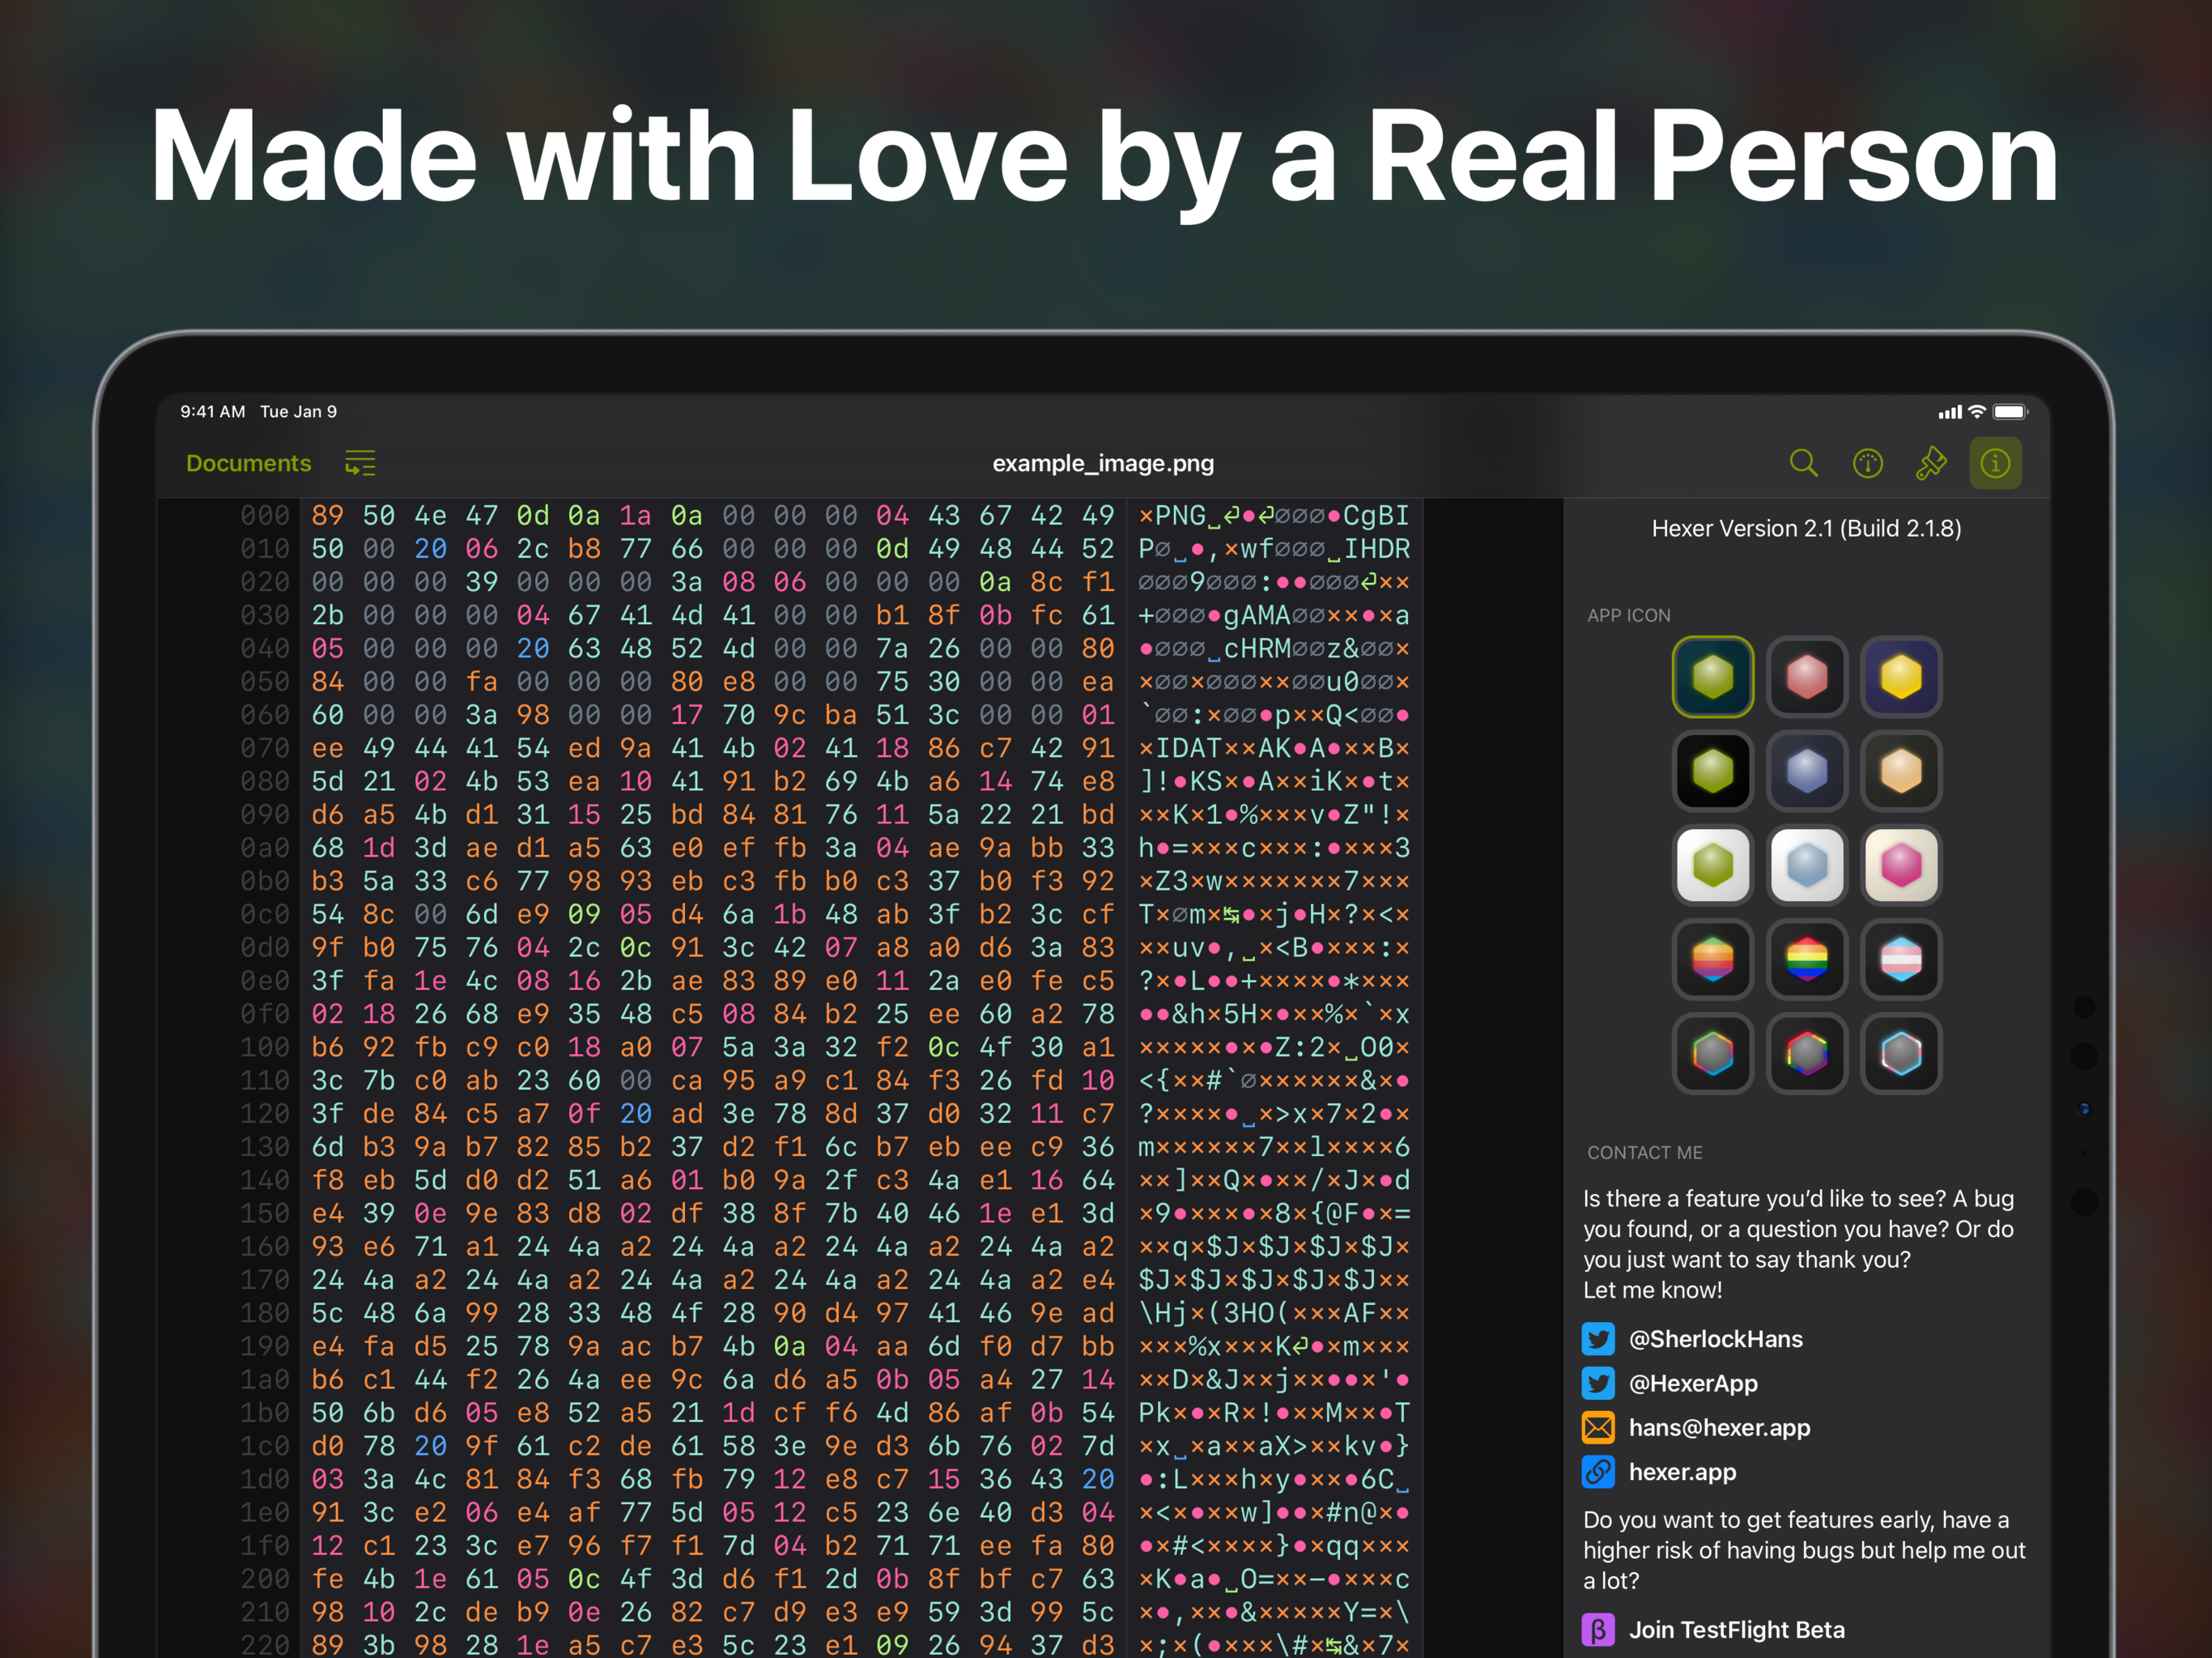 Made with Love by a Real Person
9:41 AM Tue Jan 9
Documents
example_image.png
000 89 50 4e 47 0d 0a 1a 0a 00 00 00 04 43 67 42 49 ×PNG␣⏎•⏎∅∅∅•CgBI
010 50 00 20 06 2c b8 77 66 00 00 00 0d 49 48 44 52 P∅␣•,×wf∅∅∅␣IHDR
020 00 00 00 39 00 00 00 3a 08 06 00 00 00 0a 8c f1 ∅∅∅9∅∅∅:••∅∅∅⏎××
030 2b 00 00 00 04 67 41 4d 41 00 00 b1 8f 0b fc 61 +∅∅∅•gAMA∅∅××•×a
040 05 00 00 00 20 63 48 52 4d 00 00 7a 26 00 00 80 •∅∅∅␣cHRM∅∅z&∅∅×
050 84 00 00 fa 00 00 00 80 e8 00 00 75 30 00 00 ea ×∅∅×∅∅∅××∅∅u0∅∅×
060 60 00 00 3a 98 00 00 17 70 9c ba 51 3c 00 00 01 `∅∅:×∅∅•p××Q<∅∅•
070 ee 49 44 41 54 ed 9a 41 4b 02 41 18 86 c7 42 91 ×IDAT××AK•A•××B×
080 5d 21 02 4b 53 ea 10 41 91 b2 69 4b a6 14 74 e8 ]!•KS×•A××iK×•t×
090 d6 a5 4b d1 31 15 25 bd 84 81 76 11 5a 22 21 bd ××K×1•%×××v•Z"!×
0a0 68 1d 3d ae d1 a5 63 e0 ef fb 3a 04 ae 9a bb 33 h•=×××c×××:•×××3
0b0 b3 5a 33 c6 77 98 93 eb c3 fb b0 c3 37 b0 f3 92 ×Z3×w×××××××7×××
0c0 54 8c 00 6d e9 09 05 d4 6a 1b 48 ab 3f b2 3c cf T×∅m×↹•×j•H×?×<×
0d0 9f b0 75 76 04 2c 0c 91 3c 42 07 a8 a0 d6 3a 83 ××uv•,␣×<B•×××:×
0e0 3f fa 1e 4c 08 16 2b ae 83 89 e0 11 2a e0 fe c5 ?×•L••+××××•*×××
0f0 02 18 26 68 e9 35 48 c5 08 84 b2 25 ee 60 a2 78 ••&h×5H×•××%×`×x
100 b6 92 fb c9 c0 18 a0 07 5a 3a 32 f2 0c 4f 30 a1 ×××××•×•Z:2×␣O0×
110 3c 7b c0 ab 23 60 00 ca 95 a9 c1 84 f3 26 fd 10 <{××#`∅××××××&×•
120 3f de 84 c5 a7 0f 20 ad 3e 78 8d 37 d0 32 11 c7 ?××××•␣×>x×7×2•×
130 6d b3 9a b7 82 85 b2 37 d2 f1 6c b7 eb ee c9 36 m××××××7××l××××6
140 f8 eb 5d d0 d2 51 a6 01 b0 9a 2f c3 4a e1 16 64 ××]××Q×•××/×J×•d
150 e4 39 0e 9e 83 d8 02 df 38 8f 7b 40 46 1e e1 3d ×9•×××•×8×{@F•×=
160 93 e6 71 a1 24 4a a2 24 4a a2 24 4a a2 24 4a a2 ××q×$J×$J×$J×$J×
170 24 4a a2 24 4a a2 24 4a a2 24 4a a2 24 4a a2 e4 $J×$J×$J×$J×$J××
180 5c 48 6a 99 28 33 48 4f 28 90 d4 97 41 46 9e ad \Hj×(3HO(×××AF××
190 e4 fa d5 25 78 9a ac b7 4b 0a 04 aa 6d f0 d7 bb ×××%x×××K⏎•×m×××
1a0 b6 c1 44 f2 26 4a ee 9c 6a d6 a5 0b 05 a4 27 14 ××D×&J××j××••×'•
1b0 50 6b d6 05 e8 52 a5 21 1d cf f6 4d 86 af 0b 54 Pk×•×R×!•××M××•T
1c0 d0 78 20 9f 61 c2 de 61 58 3e 9e d3 6b 76 02 7d ×x␣×a××aX>××kv•}
1d0 03 3a 4c 81 84 f3 68 fb 79 12 e8 c7 15 36 43 20 •:L×××h×y•××•6C␣
1e0 91 3c e2 06 e4 af 77 5d 05 12 c5 23 6e 40 d3 04 ×<×•××w]••×#n@×•
1f0 12 c1 23 3c e7 96 f7 f1 7d 04 b2 71 71 ee fa 80 •×#<××××}•×qq×××
200 fe 4b 1e 61 05 0c 4f 3d d6 f1 2d 0b 8f bf c7 63 ×K•a•␣O=××−•×××c
210 98 10 2c de b9 0e 26 82 c7 d9 e3 e9 59 3d 99 5c ×•,××•&×××××Y=×\
220 89 3b 98 28 1e a5 c7 e3 5c 23 e1 09 26 94 37 d3 ×;×(•×××\#×↹&×7×
Hexer Version 2.1 (Build 2.1.8)
APP ICON
CONTACT ME
Is there a feature you’d like to see? A bug
you found, or a question you have? Or do
you just want to say thank you?
Let me know!
@SherlockHans
@HexerApp
hans@hexer.app
hexer.app
Do you want to get features early, have a
higher risk of having bugs but help me out
a lot?
β Join TestFlight Beta